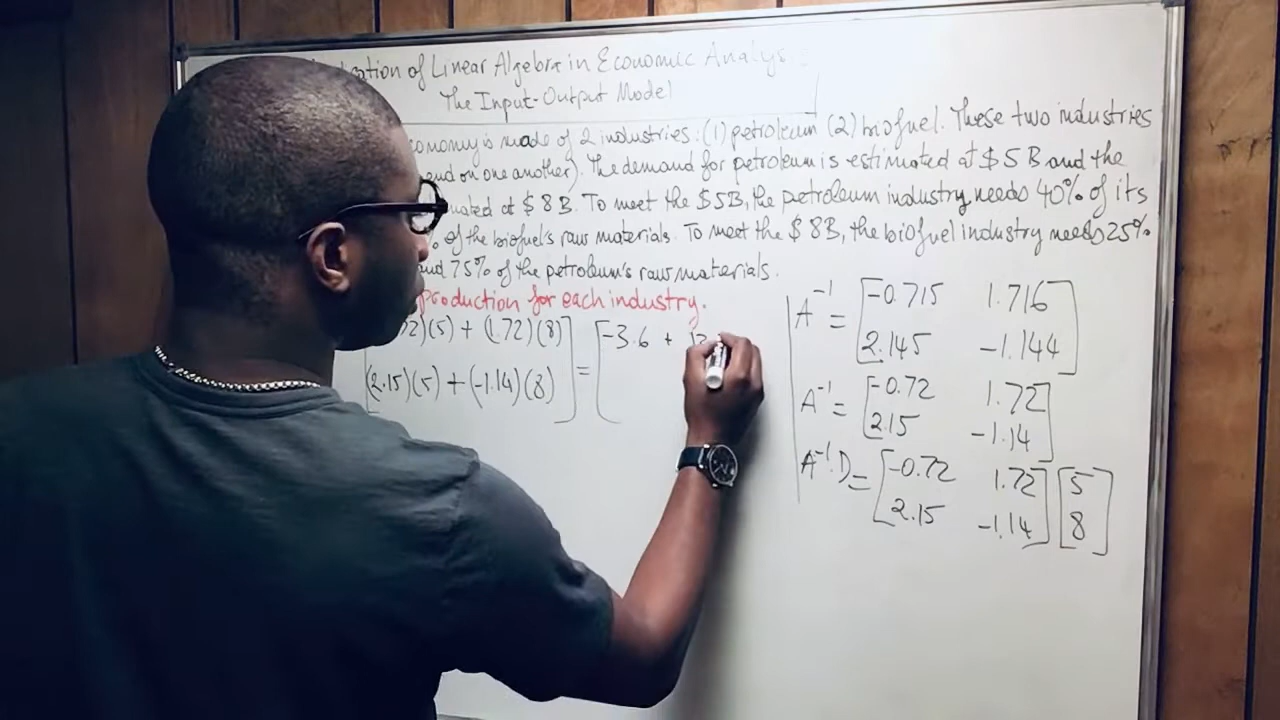 of Linear Algebra in Economic Analys
The Input-Output Model
is made of 2 industries: (1) petroleum (2) biofuel. These two industries
on one another). The demand for petroleum is estimated at $5B and the
at $8B. To meet the $5B, the petroleum industry needs 40% of its
of the biofuel's raw materials. To meet the $8B, the biofuel industry needs 25%
75% of the petroleum's raw materials.
production for each industry.
(5) + (1.72)(8)] = [-3.6 +
(2.15)(5) + (-1.14)(8)
A⁻¹ = [-0.715 1.716]
2.145 -1.144
A⁻¹ = [-0.72 1.72]
2.15 -1.14
A⁻¹.D = [-0.72 1.72] [5]
2.15 -1.14 8